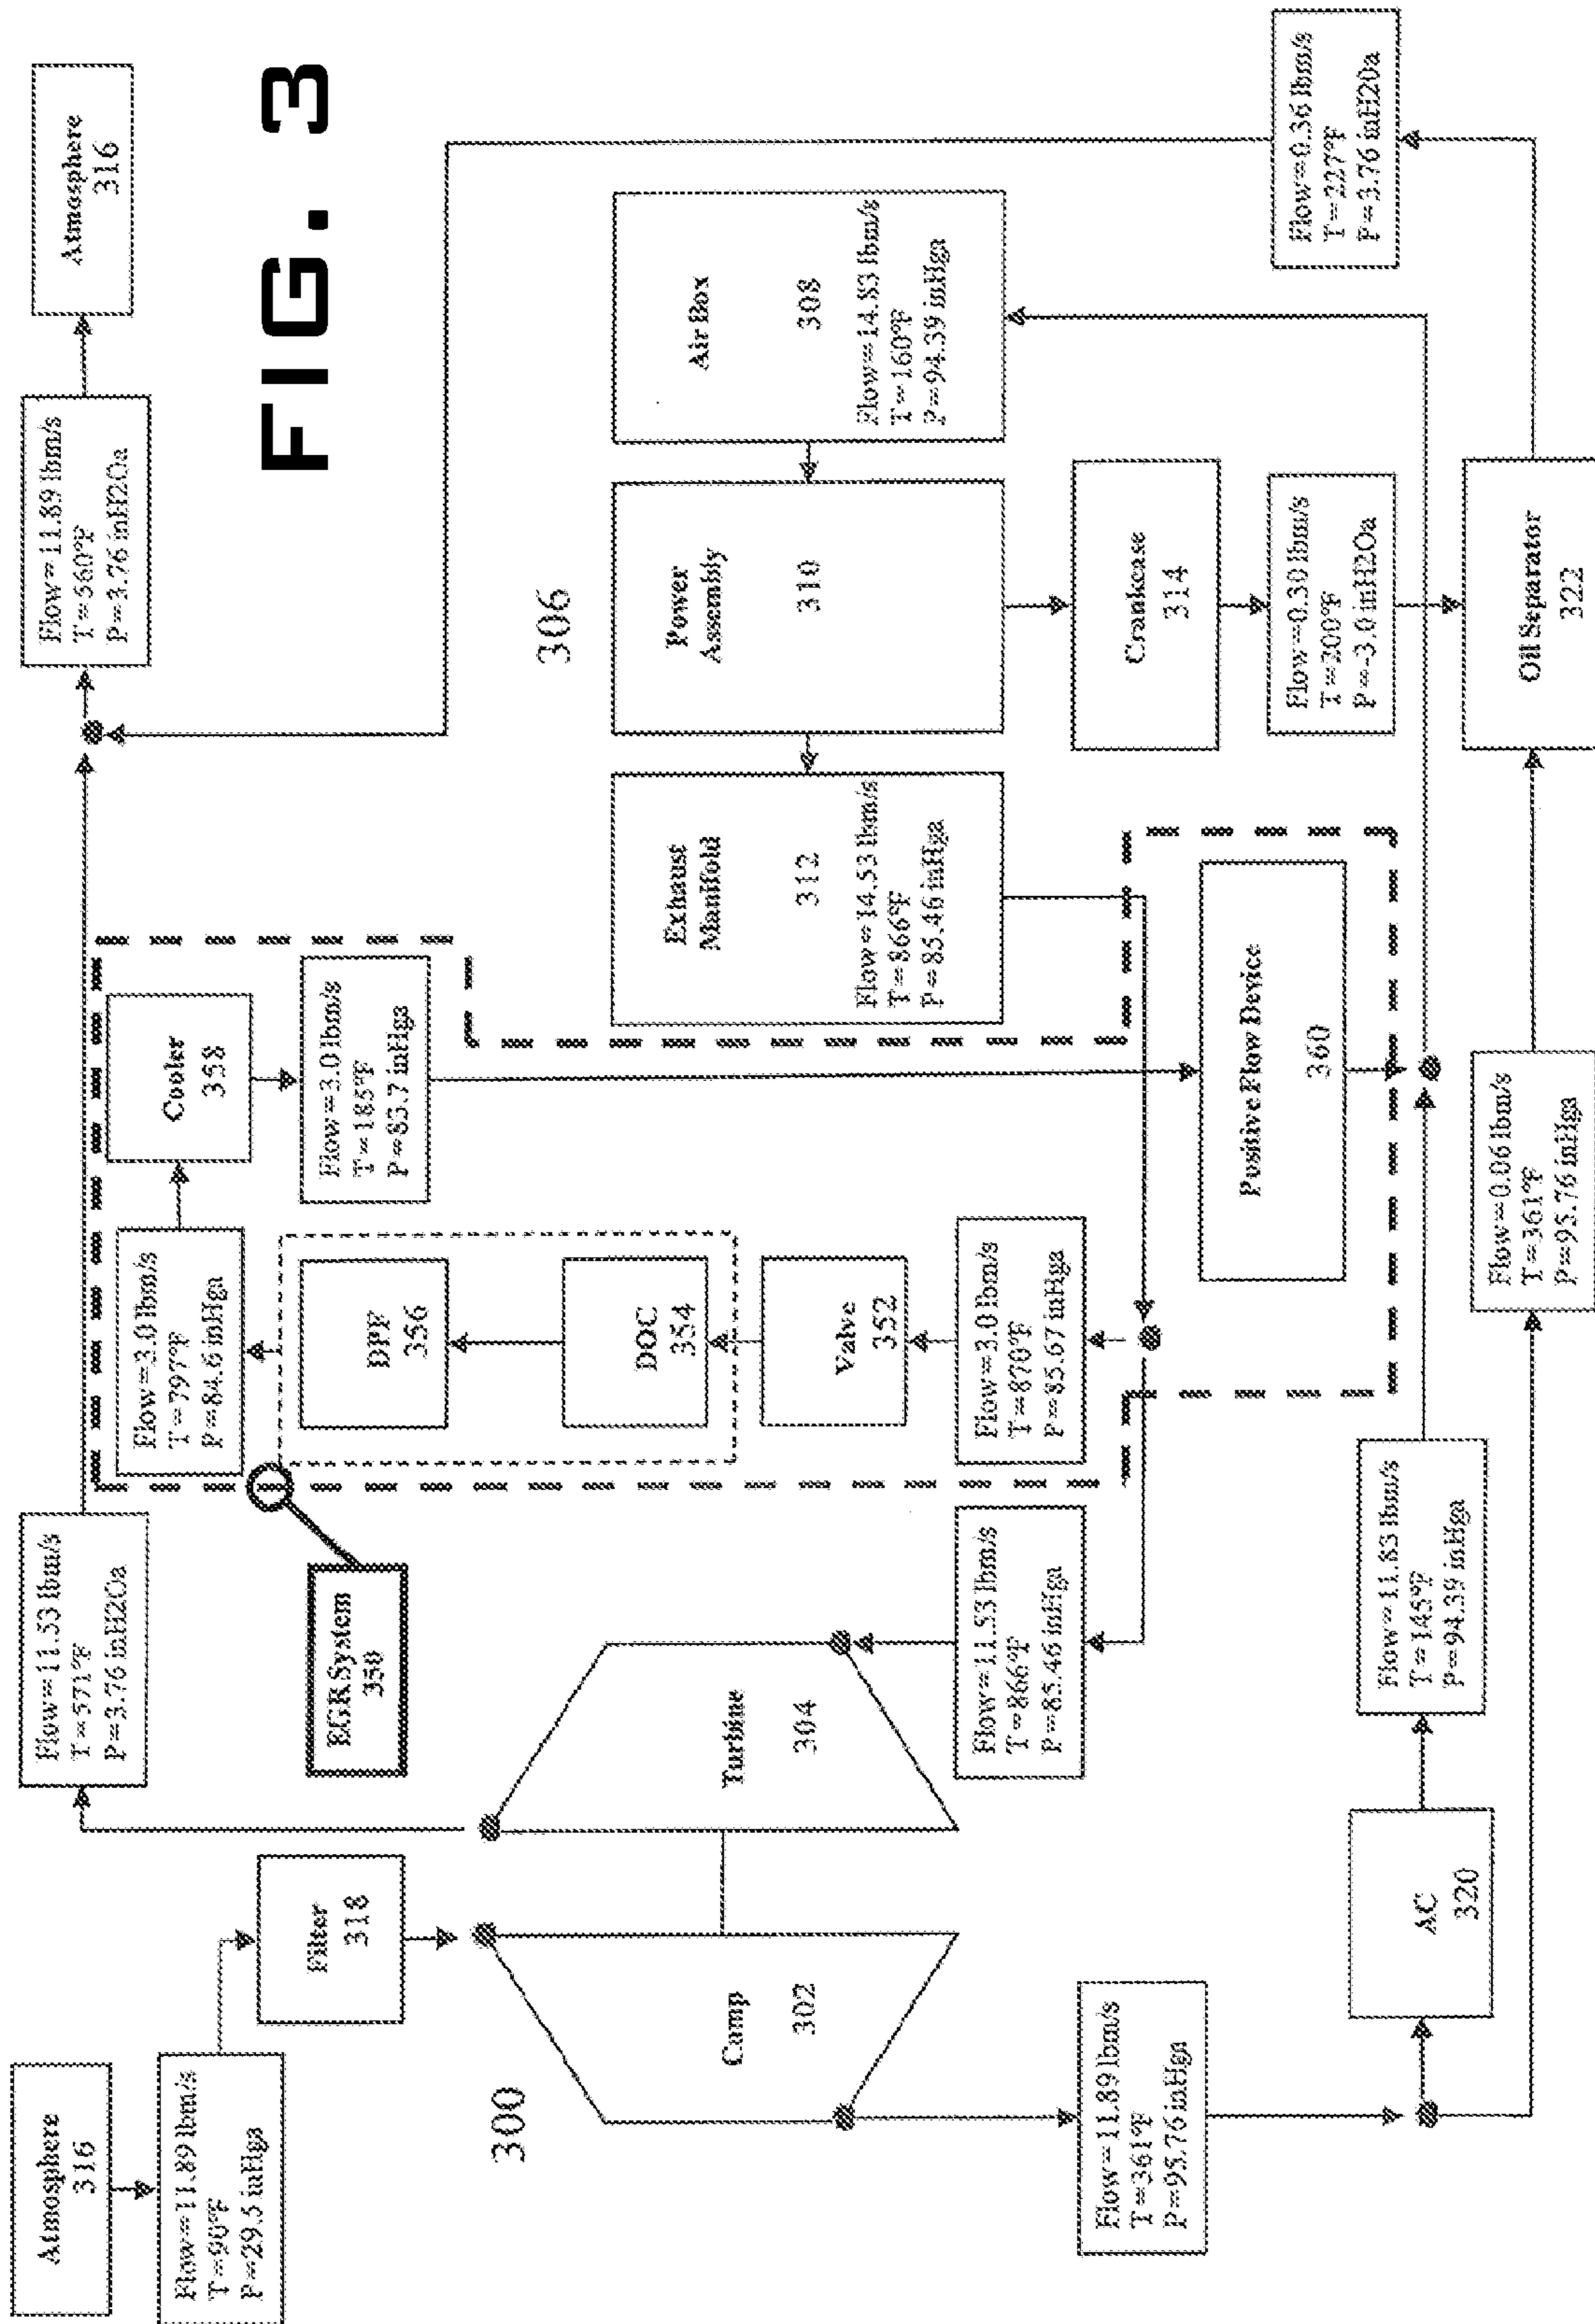 Atmosphere
316
Flow=11.89 lbm/s
T=90°F
P=29.5 inHga
Filter
318
300
Comp
302
Flow=11.89 lbm/s
T=361°F
P=95.76 inHga
AC
320
Flow=11.83 lbm/s
T=145°F
P=94.39 inHga
Flow=0.06 lbm/s
T=361°F
P=95.76 inHga
Turbine
304
Flow=11.53 lbm/s
T=571°F
P=3.76 inH2Oa
EGR System
350
Flow=11.53 lbm/s
T=866°F
P=85.46 inHga
Flow=3.0 lbm/s
T=797°F
P=84.6 inHga
DPF
356
DOC
354
Valve
352
Flow=3.0 lbm/s
T=870°F
P=85.67 inHga
Cooler
358
Flow=3.0 lbm/s
T=185°F
P=83.7 inHga
Positive Flow Device
360
Exhaust
Manifold
312
Flow=14.53 lbm/s
T=866°F
P=85.46 inHga
306
Power
Assembly
310
Air Box
308
Flow=14.83 lbm/s
T=160°F
P=94.39 inHga
Crankcase
314
Flow=0.30 lbm/s
T=200°F
P=-3.0 inH2Oa
Oil Separator
322
Flow=0.36 lbm/s
T=227°F
P=3.76 inH20a
Flow=11.89 lbm/s
T=560°F
P=3.76 inH2Oa
Atmosphere
316
FIG. 3